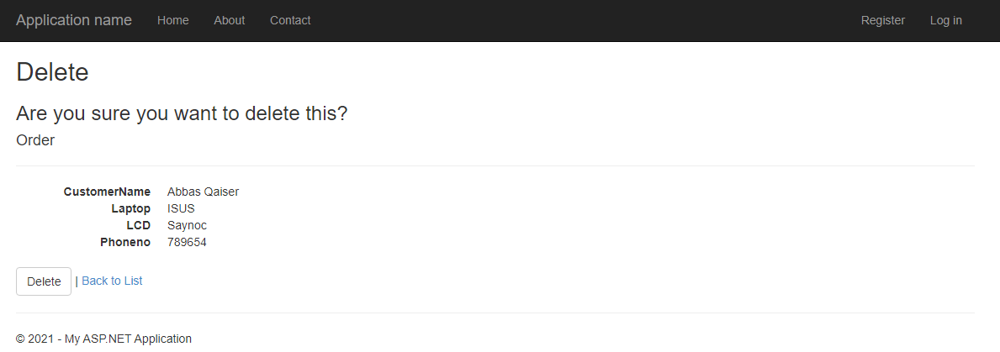 Application name Home About Contact Register Log in
Delete
Are you sure you want to delete this?
Order
CustomerName Abbas Qaiser
Laptop ISUS
LCD Saynoc
Phoneno 789654
Delete | Back to List
© 2021 - My ASP.NET Application